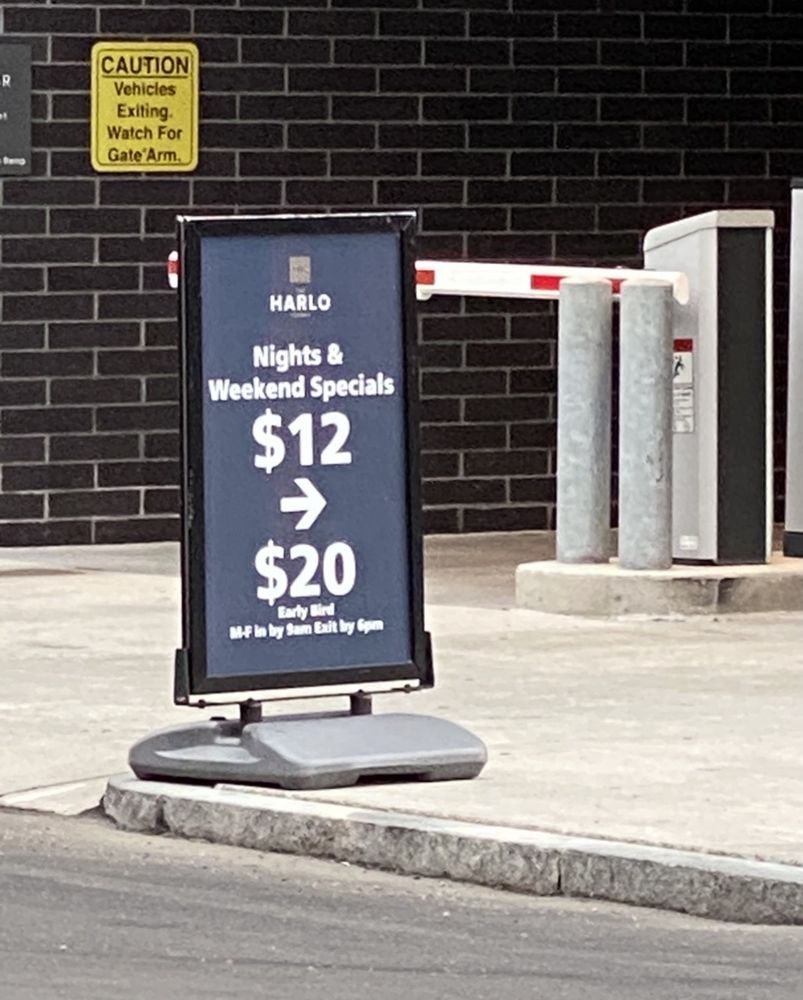 R
Ramp
CAUTION
Vehicles
Exiting.
Watch For
Gate Arm.
HARLO
Nights &
Weekend Specials
$12
→
$20
Early Bird
M-F in by 9am Exit by 6pm